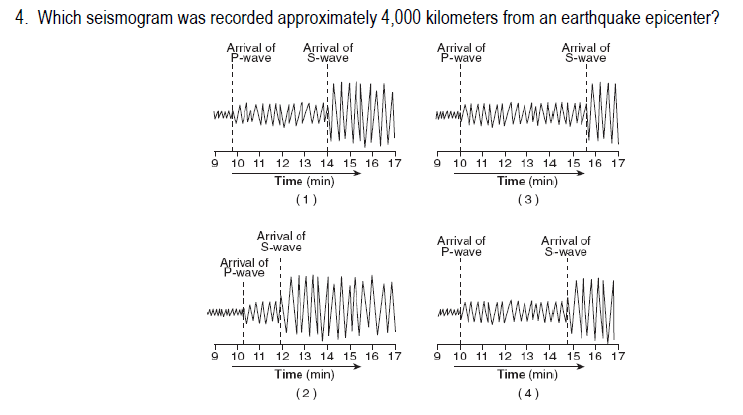 4. Which seismogram was recorded approximately 4,000 kilometers from an earthquake epicenter?
Arrival of P-wave
Arrival of S-wave
9 10 11 12 13 14 15 16 17
Time (min)
(1)
Arrival of P-wave
Arrival of S-wave
9 10 11 12 13 14 15 16 17
Time (min)
(3)
Arrival of S-wave
Arrival of P-wave
9 10 11 12 13 14 15 16 17
Time (min)
(2)
Arrival of P-wave
Arrival of S-wave
9 10 11 12 13 14 15 16 17
Time (min)
(4)